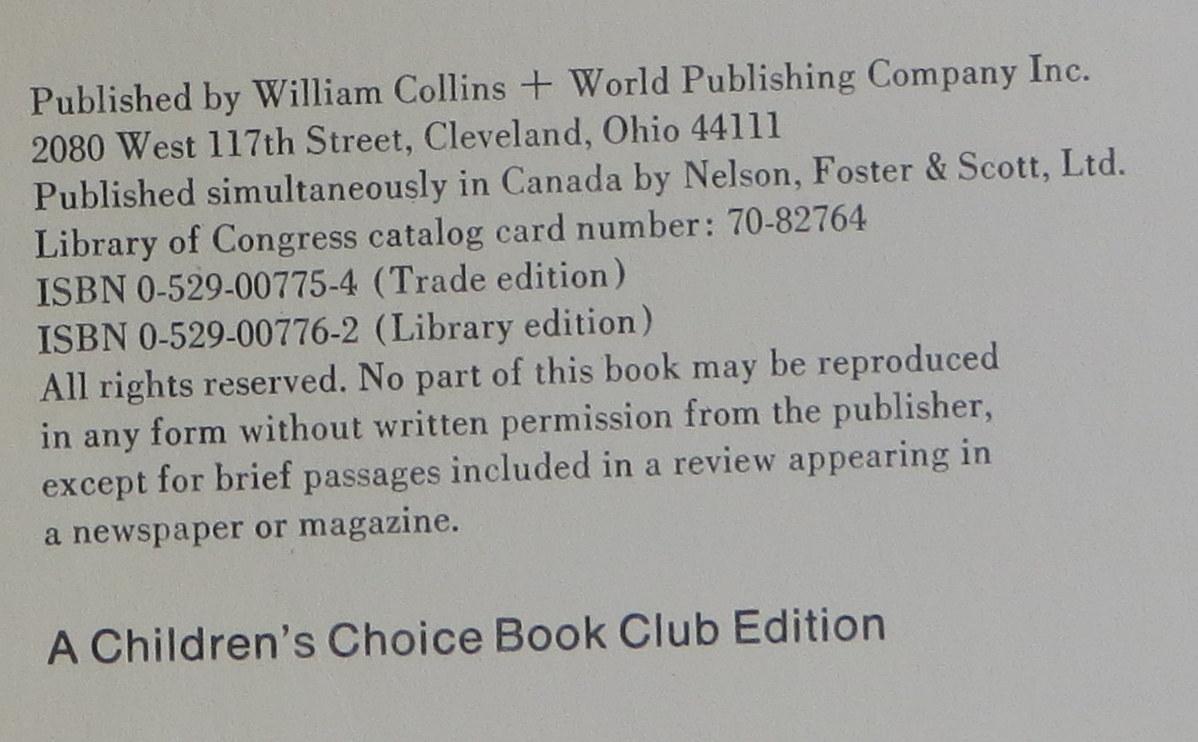 Published by William Collins + World Publishing Company Inc.
2080 West 117th Street, Cleveland, Ohio 44111
Published simultaneously in Canada by Nelson, Foster & Scott, Ltd.
Library of Congress catalog card number: 70-82764
ISBN 0-529-00775-4 (Trade edition)
ISBN 0-529-00776-2 (Library edition)
All rights reserved. No part of this book may be reproduced
in any form without written permission from the publisher,
except for brief passages included in a review appearing in
a newspaper or magazine.
A Children's Choice Book Club Edition